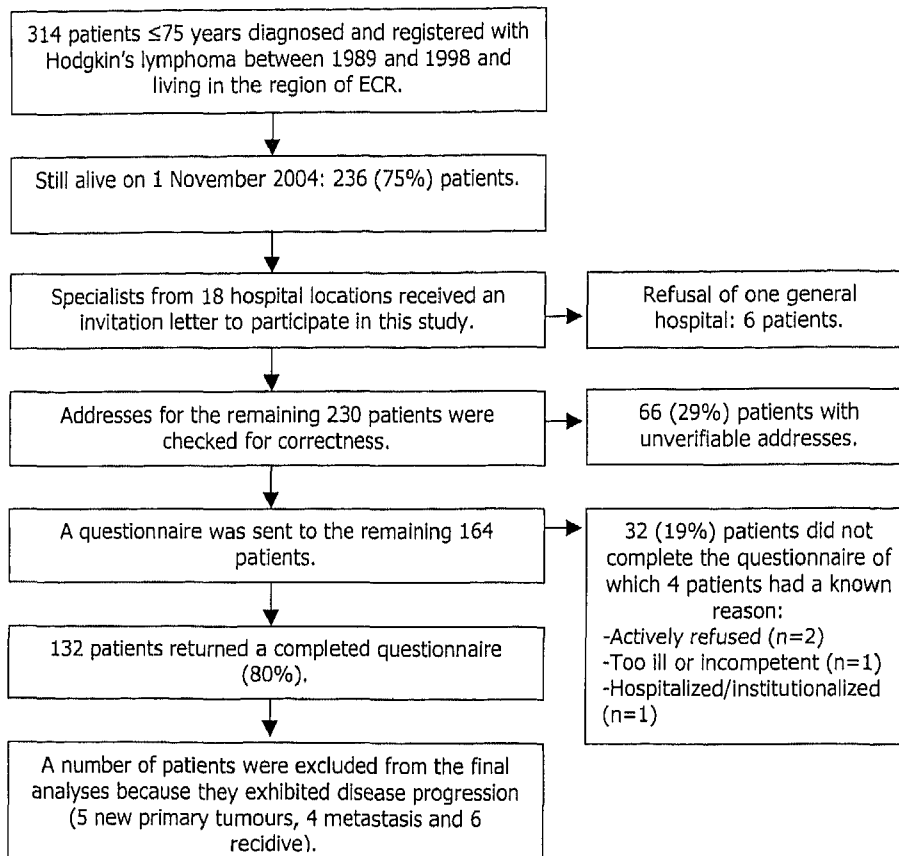 314 patients ≤75 years diagnosed and registered with
Hodgkin's lymphoma between 1989 and 1998 and
living in the region of ECR.
Still alive on 1 November 2004: 236 (75%) patients.
Specialists from 18 hospital locations received an
invitation letter to participate in this study.
Refusal of one general
hospital: 6 patients.
Addresses for the remaining 230 patients were
checked for correctness.
66 (29%) patients with
unverifiable addresses.
A questionnaire was sent to the remaining 164
patients.
32 (19%) patients did not
complete the questionnaire of
which 4 patients had a known
reason:
-Actively refused (n=2)
-Too ill or incompetent (n=1)
-Hospitalized/institutionalized
(n=1)
132 patients returned a completed questionnaire
(80%).
A number of patients were excluded from the final
analyses because they exhibited disease progression
(5 new primary tumours, 4 metastasis and 6
recidive).